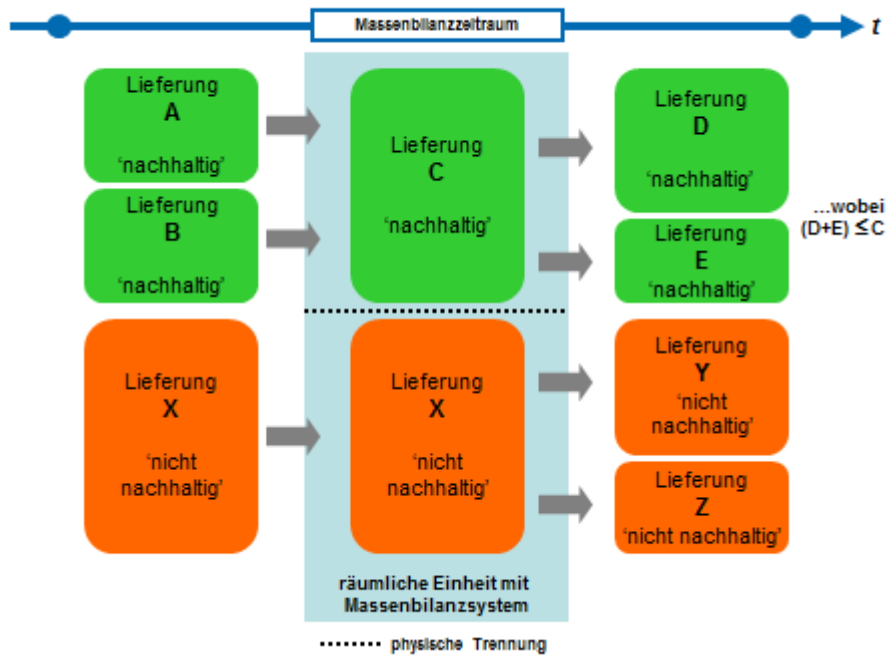 Massenbilanzzeitraum
t
Lieferung
A
‘nachhaltig’
Lieferung
B
‘nachhaltig’
Lieferung
X
‘nicht
nachhaltig’
Lieferung
C
‘nachhaltig’
Lieferung
X
‘nicht
nachhaltig’
räumliche Einheit mit
Massenbilanzsystem
Lieferung
D
‘nachhaltig’
Lieferung
E
‘nachhaltig’
...wobei
(D+E) ≤C
Lieferung
Y
‘nicht
nachhaltig’
Lieferung
Z
‘nicht nachhaltig’
physische Trennung